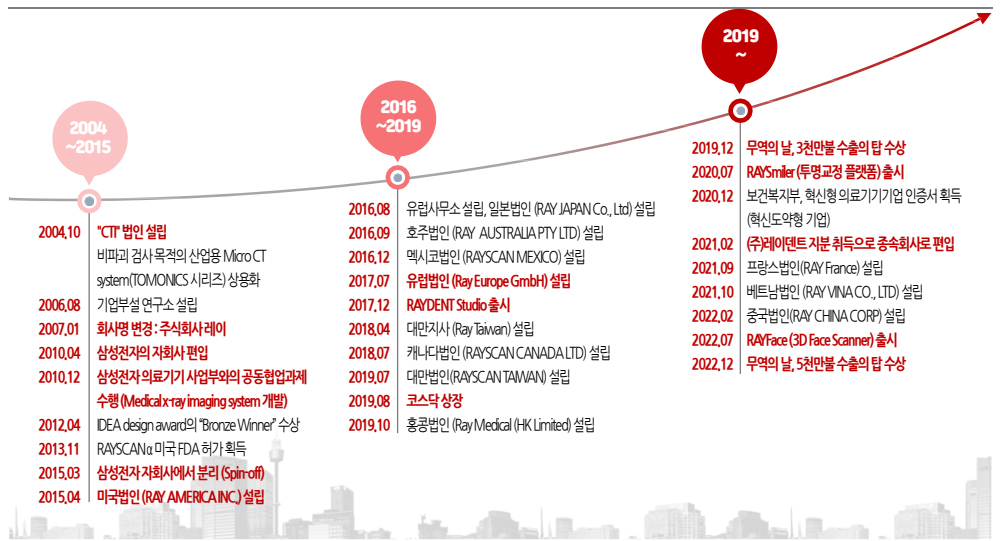 2004
~2015
2004.10 "CTI" 법인 설립
비파괴 검사 목적의 산업용 Micro CT
system(TOMONICS 시리즈) 상용화
2006.08 기업부설 연구소 설립
2007.01 회사명 변경 : 주식회사 레이
2010.04 삼성전자의 자회사 편입
2010.12 삼성전자 의료기기 사업부와의 공동협업과제
수행 (Medical x-ray imaging system 개발)
2012.04 IDEA design award의 “Bronze Winner” 수상
2013.11 RAYSCAN α 미국 FDA 허가 획득
2015.03 삼성전자 자회사에서 분리 (Spin-off)
2015.04 미국법인 (RAY AMERICA INC.) 설립
2016
~2019
2016.08 유럽사무소 설립, 일본법인 (RAY JAPAN Co., Ltd) 설립
2016.09 호주법인 (RAY AUSTRALIA PTY LTD) 설립
2016.12 멕시코법인 (RAYSCAN MEXICO) 설립
2017.07 유럽법인 (Ray Europe GmbH) 설립
2017.12 RAYDENT Studio 출시
2018.04 대만지사 (Ray Taiwan) 설립
2018.07 캐나다법인 (RAYSCAN CANADA LTD) 설립
2019.07 대만법인(RAYSCAN TAIWAN) 설립
2019.08 코스닥 상장
2019.10 홍콩법인 (Ray Medical (HK Limited) 설립
2019
~
2019.12 무역의 날, 3천만불 수출의 탑 수상
2020.07 RAYSmiler (투명교정 플랫폼) 출시
2020.12 보건복지부, 혁신형 의료기기기업 인증서 획득
(혁신도약형 기업)
2021.02 (주)레이덴트 지분 취득으로 종속회사로 편입
2021.09 프랑스법인(RAY France) 설립
2021.10 베트남법인 (RAY VINA CO., LTD) 설립
2022.02 중국법인(RAY CHINA CORP) 설립
2022.07 RAYFace (3D Face Scanner) 출시
2022.12 무역의 날, 5천만불 수출의 탑 수상